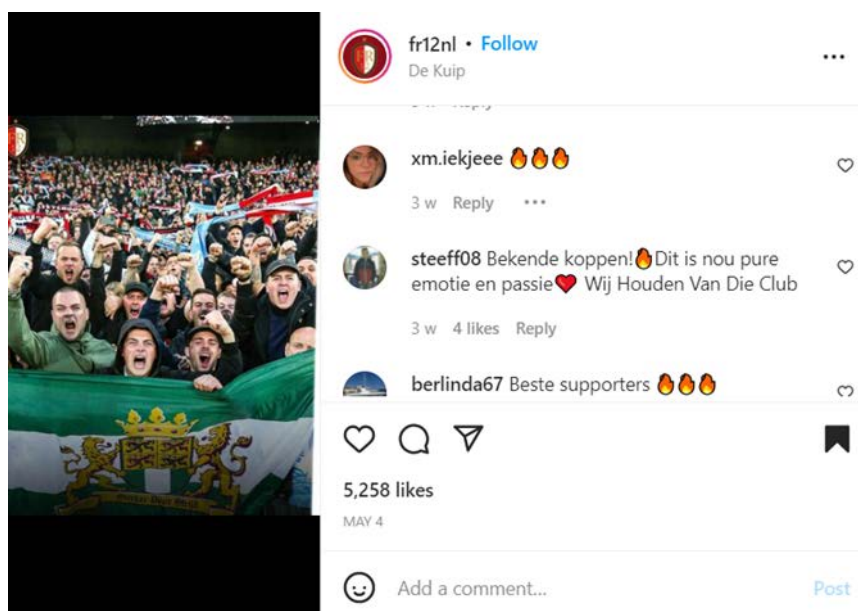 fr12nl • Follow
De Kuip
xm.iekjeee 🔥🔥🔥
3 w Reply
steeff08 Bekende koppen!🔥Dit is nou pure
emotie en passie❤️ Wij Houden Van Die Club
3 w 4 likes Reply
berlinda67 Beste supporters 🔥🔥🔥
5,258 likes
MAY 4
Add a comment...
Post